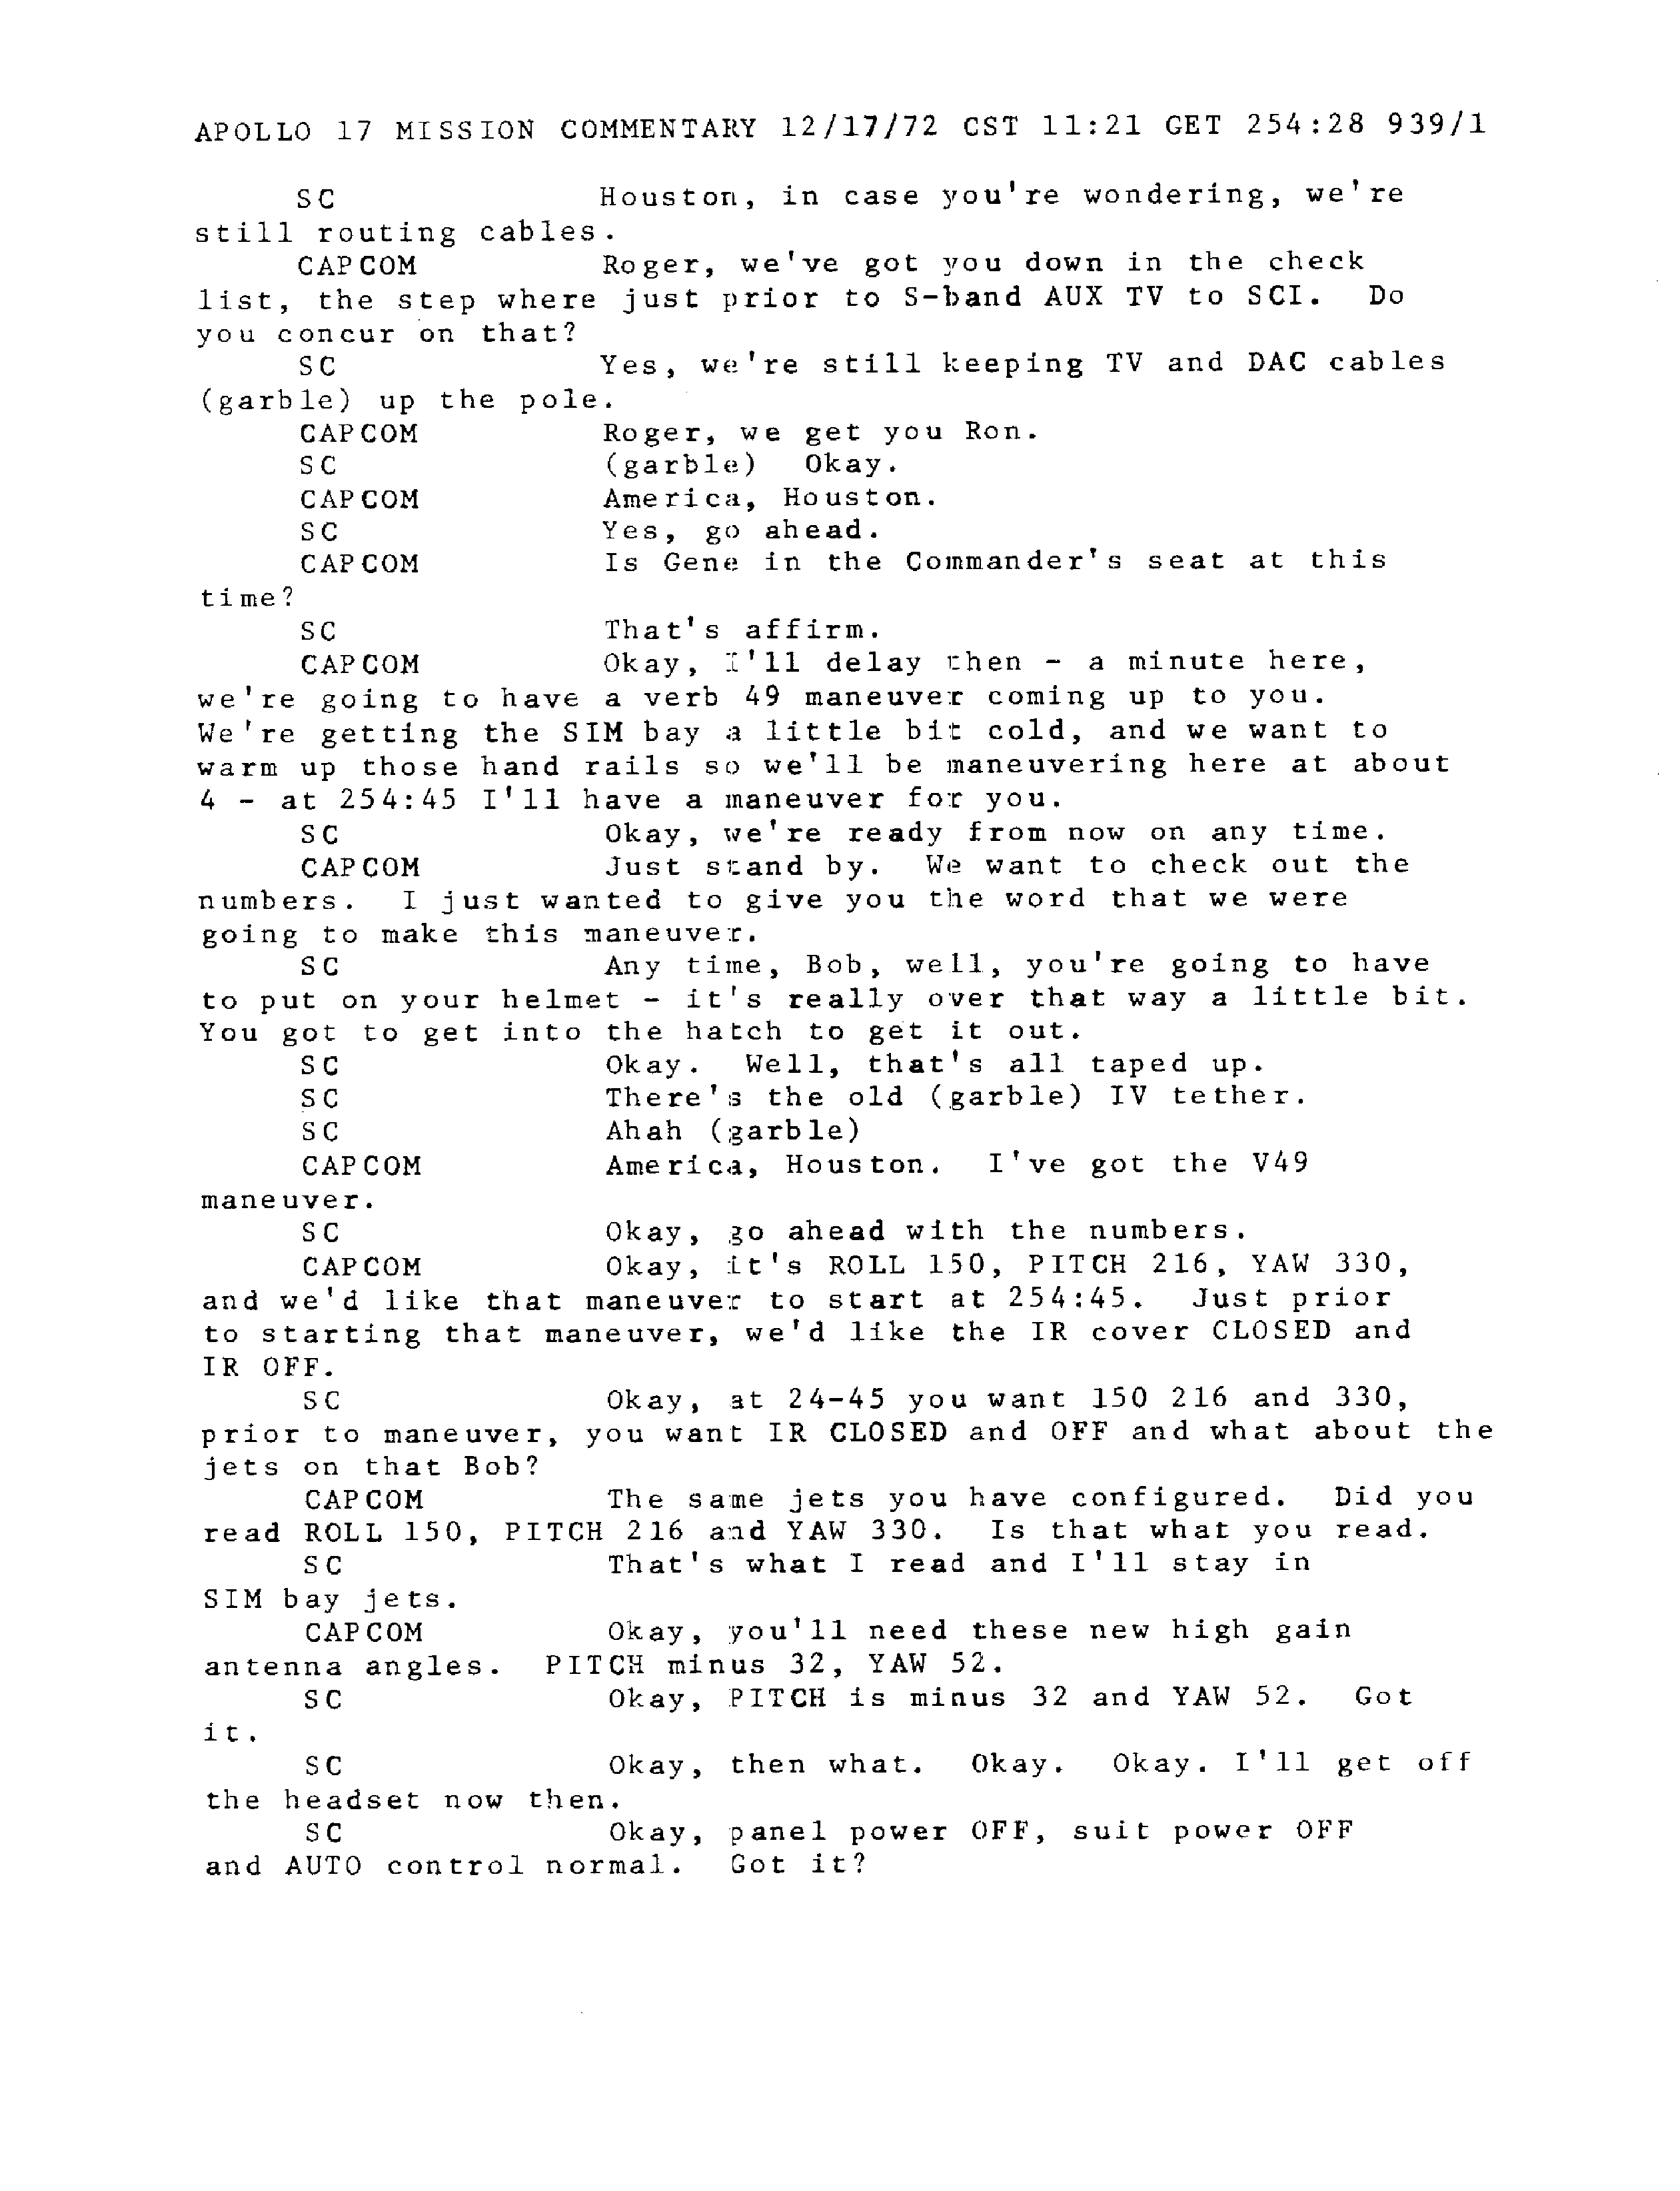 APOLLO 17 MISSION COMMENTARY 12/17/72 CST 11:21 GET 254:28 939/1
SC Houston, in case you're wondering, we're
still routing cables.
CAPCOM Roger, we've got you down in the check
list, the step where just prior to S-band AUX TV to SCI. Do
you concur on that?
SC Yes, we're still keeping TV and DAC cables
(garble) up the pole.
CAPCOM Roger, we get you Ron.
SC (garble) Okay.
CAPCOM America, Houston.
SC Yes, go ahead.
CAPCOM Is Gene in the Commander's seat at this
time?
SC That's affirm.
CAPCOM Okay, I'll delay then - a minute here,
we're going to have a verb 49 maneuver coming up to you.
We're getting the SIM bay a little bit cold, and we want to
warm up those hand rails so we'll be maneuvering here at about
4 - at 254:45 I'll have a maneuver for you.
SC Okay, we're ready from now on any time.
CAPCOM Just stand by. We want to check out the
numbers. I just wanted to give you the word that we were
going to make this maneuver.
SC Any time, Bob, well, you're going to have
to put on your helmet - it's really over that way a little bit.
You got to get into the hatch to get it out.
SC Okay. Well, that's all taped up.
SC There's the old (garble) IV tether.
SC Ahah (garble)
CAPCOM America, Houston. I've got the V49
maneuver.
SC Okay, go ahead with the numbers.
CAPCOM Okay, it's ROLL 150, PITCH 216, YAW 330,
and we'd like that maneuver to start at 254:45. Just prior
to starting that maneuver, we'd like the IR cover CLOSED and
IR OFF.
SC Okay, at 24-45 you want 150 216 and 330,
prior to maneuver, you want IR CLOSED and OFF and what about the
jets on that Bob?
CAPCOM The same jets you have configured. Did you
read ROLL 150, PITCH 216 and YAW 330. Is that what you read.
SC That's what I read and I'll stay in
SIM bay jets.
CAPCOM Okay, you'll need these new high gain
antenna angles. PITCH minus 32, YAW 52.
SC Okay, PITCH is minus 32 and YAW 52. Got
it.
SC Okay, then what. Okay. Okay. I'll get off
the headset now then.
SC Okay, panel power OFF, suit power OFF
and AUTO control normal. Got it?